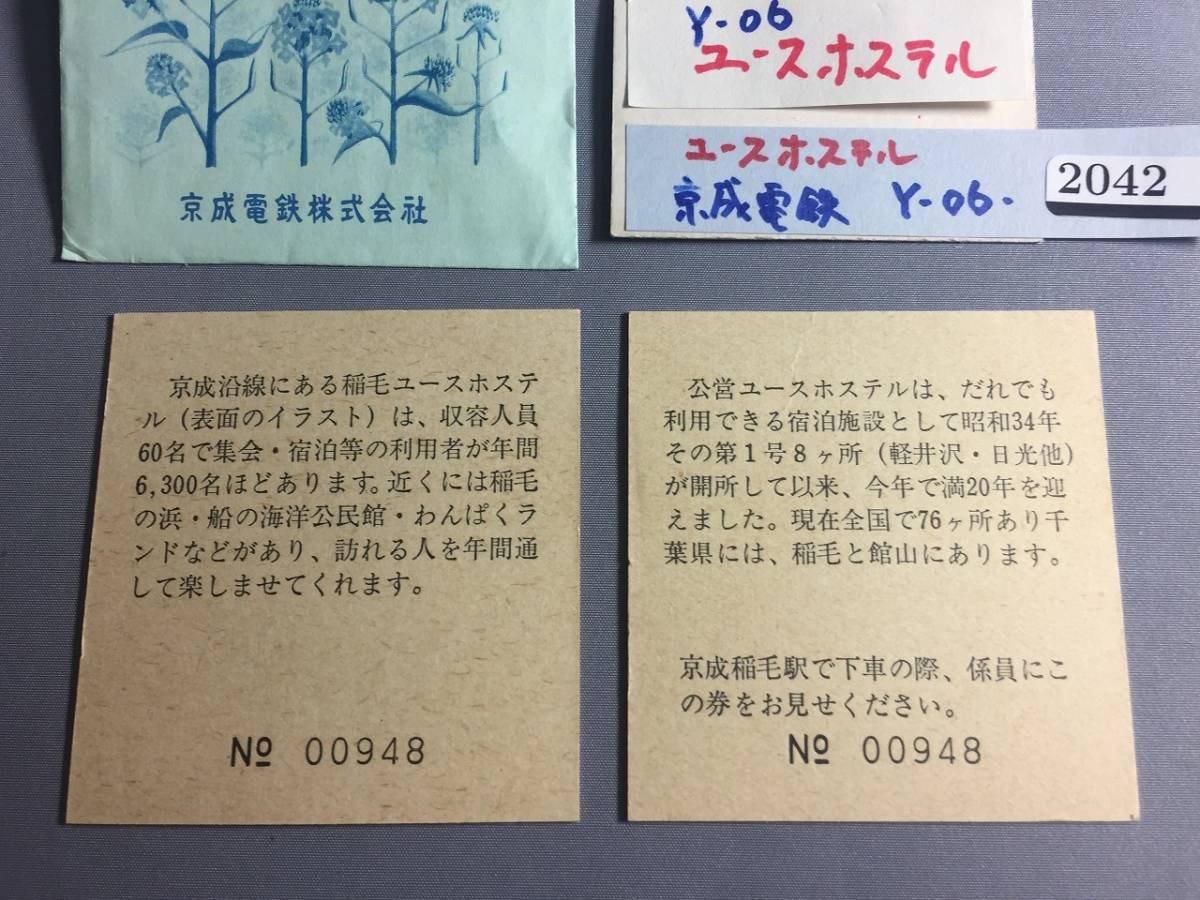 京成電鉄株式会社
Y-06
ユースホステル
ユースホステル
京成電鉄 Y-06-
2042
京成沿線にある稲毛ユースホステ
ル(表面のイラスト)は、収容人員
60名で集会・宿泊等の利用者が年間
6,300名ほどあります。近くには稲毛
の浜・船の海洋公民館・わんぱくラ
ンドなどがあり、訪れる人を年間通
して楽しませてくれます。
№ 00948
公営ユースホステルは、だれでも
利用できる宿泊施設として昭和34年
その第1号8ヶ所(軽井沢・日光他)
が開所して以来、今年で満20年を迎
えました。現在全国で76ヶ所あり千
葉県には、稲毛と館山にあります。
京成稲毛駅で下車の際、係員にこ
の券をお見せください。
№ 00948